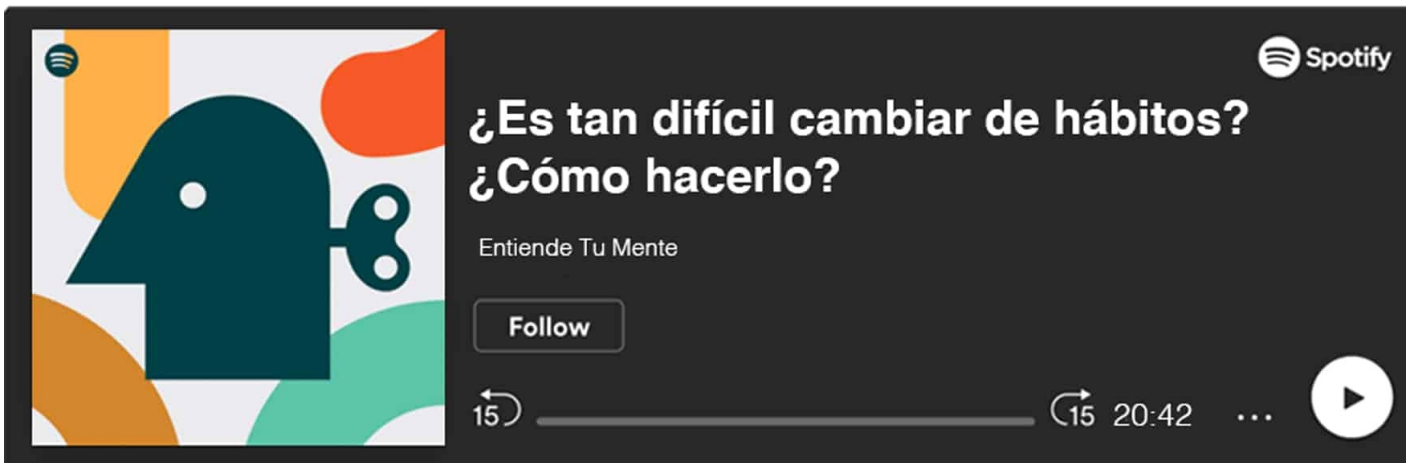 Spotify
¿Es tan difícil cambiar de hábitos?
¿Cómo hacerlo?
Entiende Tu Mente
Follow
15
15 20:42 ...